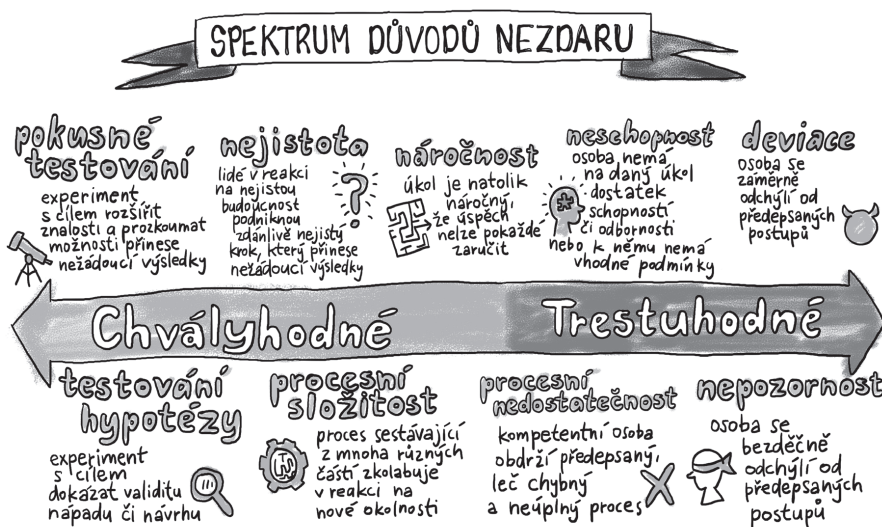 SPEKTRUM DŮVODŮ NEZDARU
pokusné
testování
experiment
s cílem rozšířit
znalosti a prozkoumat
možnosti přinese
nežádoucí výsledky
nejistota
lidé v reakci
na nejistou
budoucnost
podniknou
zdánlivě nejistý
krok, který přinese
nežádoucí výsledky
náročnost
úkol je natolik
náročný,
že úspěch
nelze pokaždé
zaručit
neschopnost
osoba nemá
na daný úkol
dostatek
schopností
či odbornosti
nebo k němu nemá
vhodné podmínky
deviace
osoba se
záměrně
odchýlí od
předepsaných
postupů
Chvályhodné
Trestuhodné
testování
hypotézy
experiment
s cílem
dokázat validitu
nápadu či návrhu
procesní
složitost
proces sestávající
z mnoha různých
částí zkolabuje
v reakci na
nové okolnosti
procesní
nedostatečnost
kompetentní osoba
obdrží předepsaný,
leč chybný
a neúplný proces
nepozornost
osoba se
bezděčně
odchýlí od
předepsaných
postupů